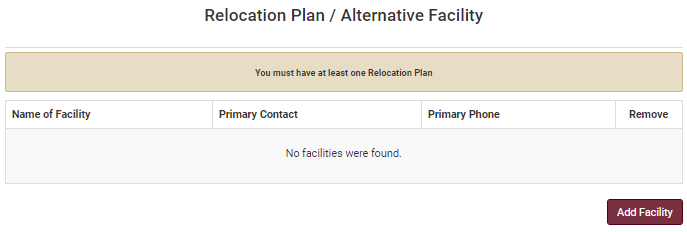 Relocation Plan / Alternative Facility
You must have at least one Relocation Plan
Name of Facility Primary Contact Primary Phone Remove
No facilities were found.
Add Facility